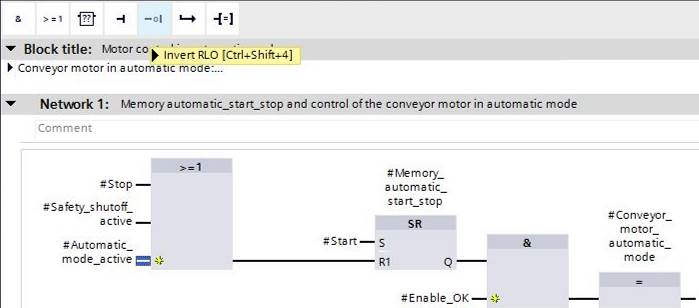 & >=1 ??
Block title: Motor co
Invert RLO [Ctrl+Shift+4]
Conveyor motor in automatic mode:...
Network 1: Memory automatic_start_stop and control of the conveyor motor in automatic mode
Comment
>=1
#Stop
#Safety_shutoff_
active
#Automatic_
mode_active
#Memory_
automatic_
start_stop
SR
#Start S
R1 Q
&
#Enable_OK
#Conveyor_
motor_
automatic_
mode
=